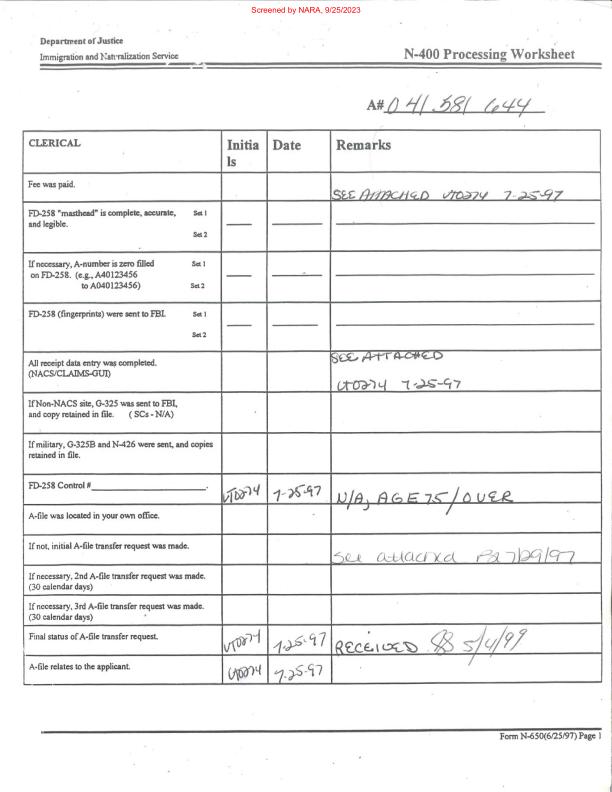 Screened by NARA, 9/25/2023
Department of Justice
Immigration and Naturalization Service
N-400 Processing Worksheet
A# 041 581 644
CLERICAL
Initia
ls
Date
Remarks
Fee was paid.
SEE ATTACHED VT0274 7-25-97
FD-258 "masthead" is complete, accurate, Set 1
and legible.
Set 2
If necessary, A-number is zero filled Set 1
on FD-258. (e.g., A40123456
to A040123456) Set 2
FD-258 (fingerprints) were sent to FBI. Set 1
Set 2
All receipt data entry was completed.
(NACS/CLAIMS-GUI)
SEE ATTACHED
VT0274 7-25-97
If Non-NACS site, G-325 was sent to FBI,
and copy retained in file. ( SCs - N/A)
If military, G-325B and N-426 were sent, and copies
retained in file.
FD-258 Control # VT0274 7-25-97 N/A, AGE 75/OVER
A-file was located in your own office.
If not, initial A-file transfer request was made. See attached 7/29/97
If necessary, 2nd A-file transfer request was made.
(30 calendar days)
If necessary, 3rd A-file transfer request was made.
(30 calendar days)
Final status of A-file transfer request. VT0274 7-25-97 RECEIVED 5/4/99
A-file relates to the applicant. VT0274 7-25-97
Form N-650(6/25/97) Page 1